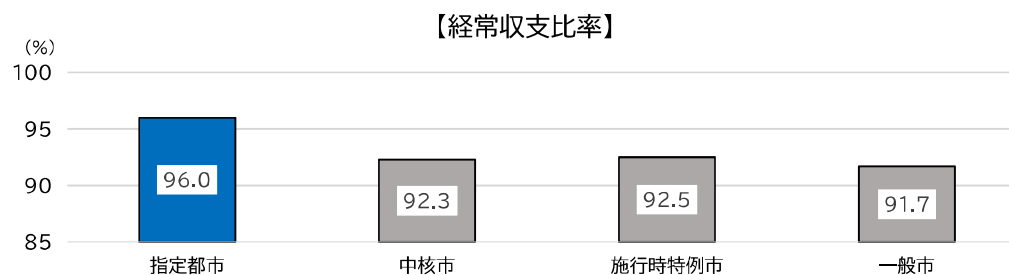 【経常収支比率】
(%)
100
95
90
85
96.0
92.3
92.5
91.7
指定都市
中核市
施行時特例市
一般市